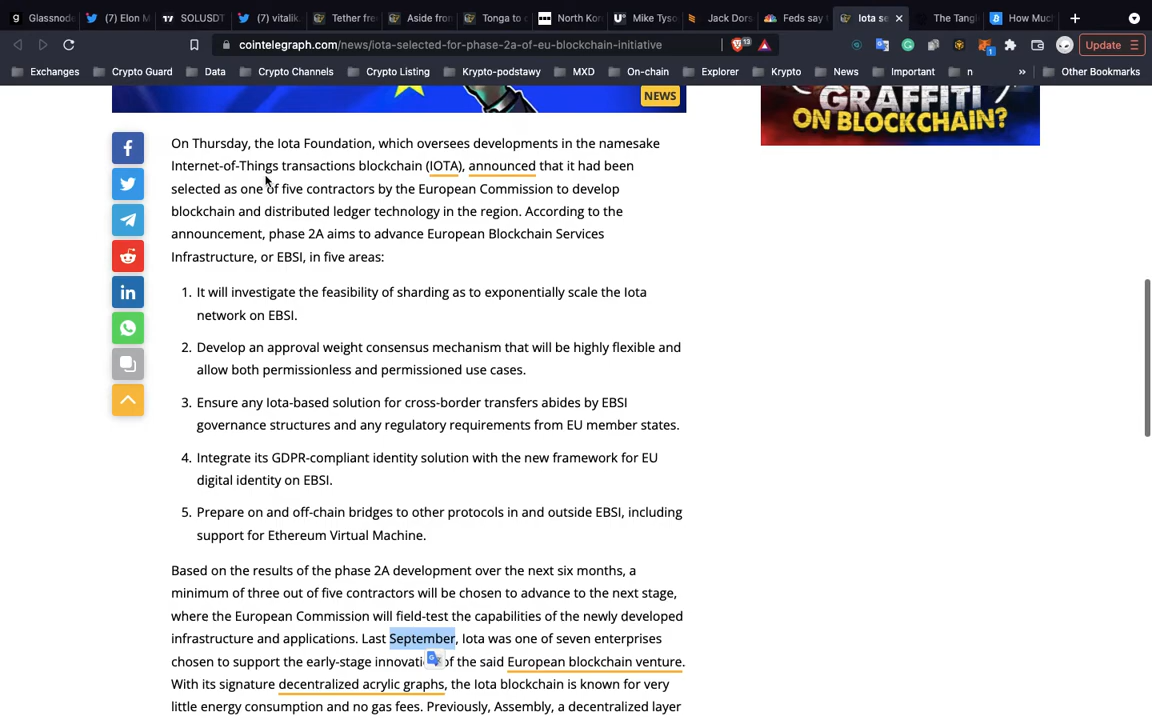 Glassnode
(7) Elon M
SOLUSDT
(7) vitalik.
Tether fre
Aside from
Tonga to c
North Kor
Mike Tyso
Jack Dors
Feds say
Iota se
The Tangl
How Much
cointelegraph.com/news/iota-selected-for-phase-2a-of-eu-blockchain-initiative
13
1
Update
Exchanges
Crypto Guard
Data
Crypto Channels
Crypto Listing
Krypto-podstawy
MXD
On-chain
Explorer
Krypto
News
Important
n
»
Other Bookmarks
NEWS
GRAFFITI
ON BLOCKCHAIN?
On Thursday, the Iota Foundation, which oversees developments in the namesake
Internet-of-Things transactions blockchain (IOTA), announced that it had been
selected as one of five contractors by the European Commission to develop
blockchain and distributed ledger technology in the region. According to the
announcement, phase 2A aims to advance European Blockchain Services
Infrastructure, or EBSI, in five areas:
1. It will investigate the feasibility of sharding as to exponentially scale the Iota
network on EBSI.
2. Develop an approval weight consensus mechanism that will be highly flexible and
allow both permissionless and permissioned use cases.
3. Ensure any Iota-based solution for cross-border transfers abides by EBSI
governance structures and any regulatory requirements from EU member states.
4. Integrate its GDPR-compliant identity solution with the new framework for EU
digital identity on EBSI.
5. Prepare on and off-chain bridges to other protocols in and outside EBSI, including
support for Ethereum Virtual Machine.
Based on the results of the phase 2A development over the next six months, a
minimum of three out of five contractors will be chosen to advance to the next stage,
where the European Commission will field-test the capabilities of the newly developed
infrastructure and applications. Last September, Iota was one of seven enterprises
chosen to support the early-stage innovati of the said European blockchain venture.
With its signature decentralized acrylic graphs, the Iota blockchain is known for very
little energy consumption and no gas fees. Previously, Assembly, a decentralized layer